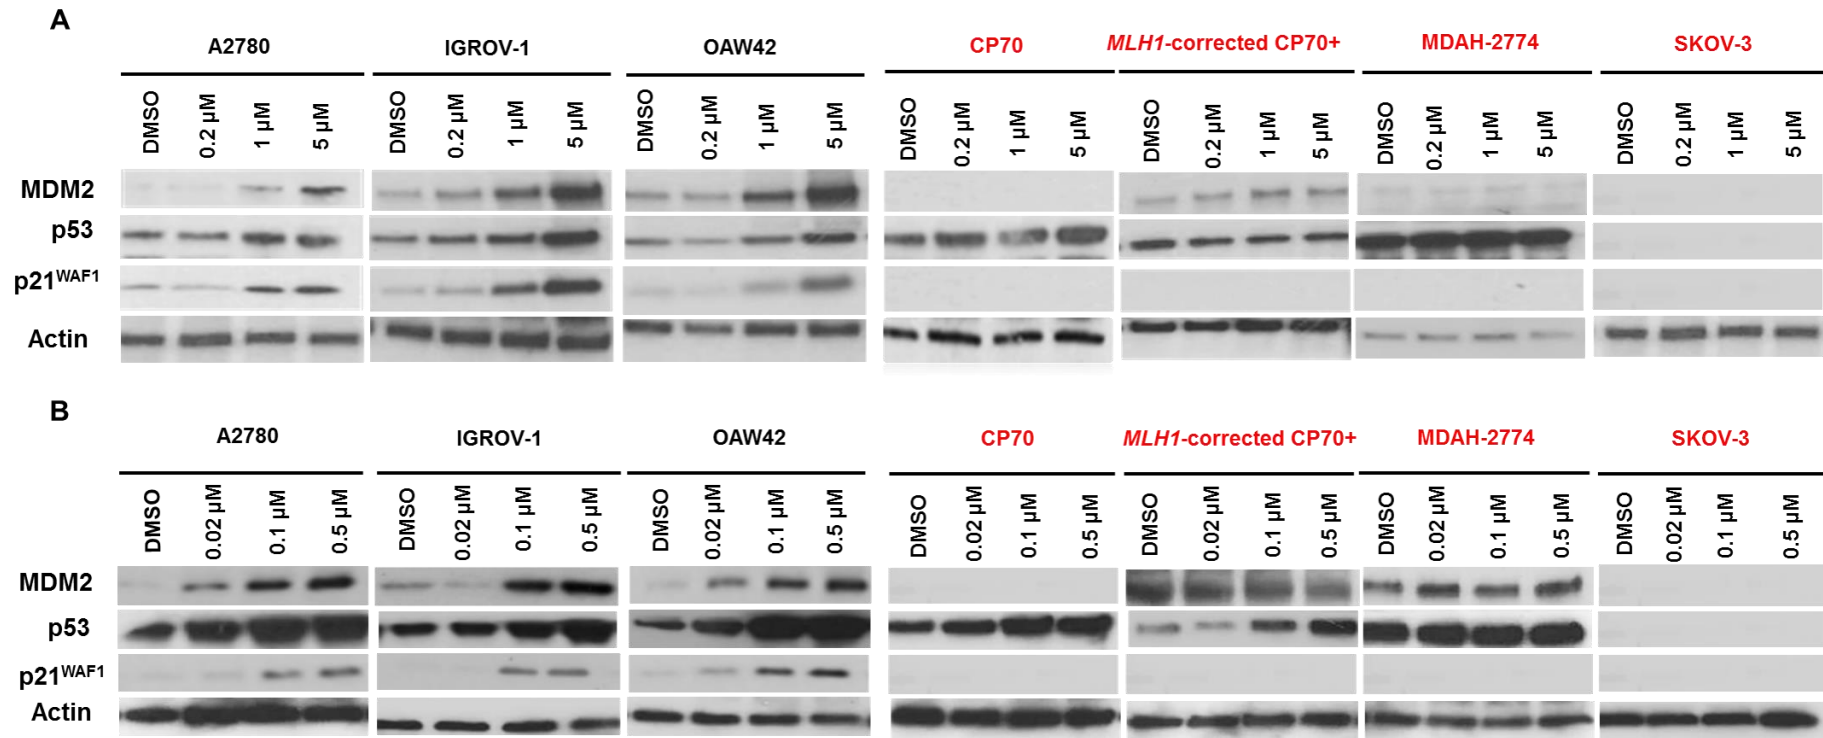 A
A2780 IGROV-1 OAW42 CP70 MLH1-corrected CP70+ MDAH-2774 SKOV-3
DMSO 0.2 µM 1 µM 5 µM DMSO 0.2 µM 1 µM 5 µM DMSO 0.2 µM 1 µM 5 µM DMSO 0.2 µM 1 µM 5 µM DMSO 0.2 µM 1 µM 5 µM DMSO 0.2 µM 1 µM 5 µM DMSO 0.2 µM 1 µM 5 µM
MDM2
p53
p21WAF1
Actin
B
A2780 IGROV-1 OAW42 CP70 MLH1-corrected CP70+ MDAH-2774 SKOV-3
DMSO 0.02 µM 0.1 µM 0.5 µM DMSO 0.02 µM 0.1 µM 0.5 µM DMSO 0.02 µM 0.1 µM 0.5 µM DMSO 0.02 µM 0.1 µM 0.5 µM DMSO 0.02 µM 0.1 µM 0.5 µM DMSO 0.02 µM 0.1 µM 0.5 µM DMSO 0.02 µM 0.1 µM 0.5 µM
MDM2
p53
p21WAF1
Actin